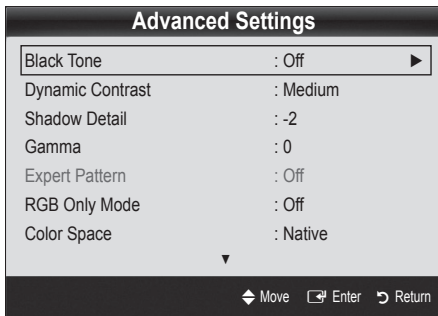 Advanced Settings
Black Tone : Off ▶
Dynamic Contrast : Medium
Shadow Detail : -2
Gamma : 0
Expert Pattern : Off
RGB Only Mode : Off
Color Space : Native
▼
Move Enter Return